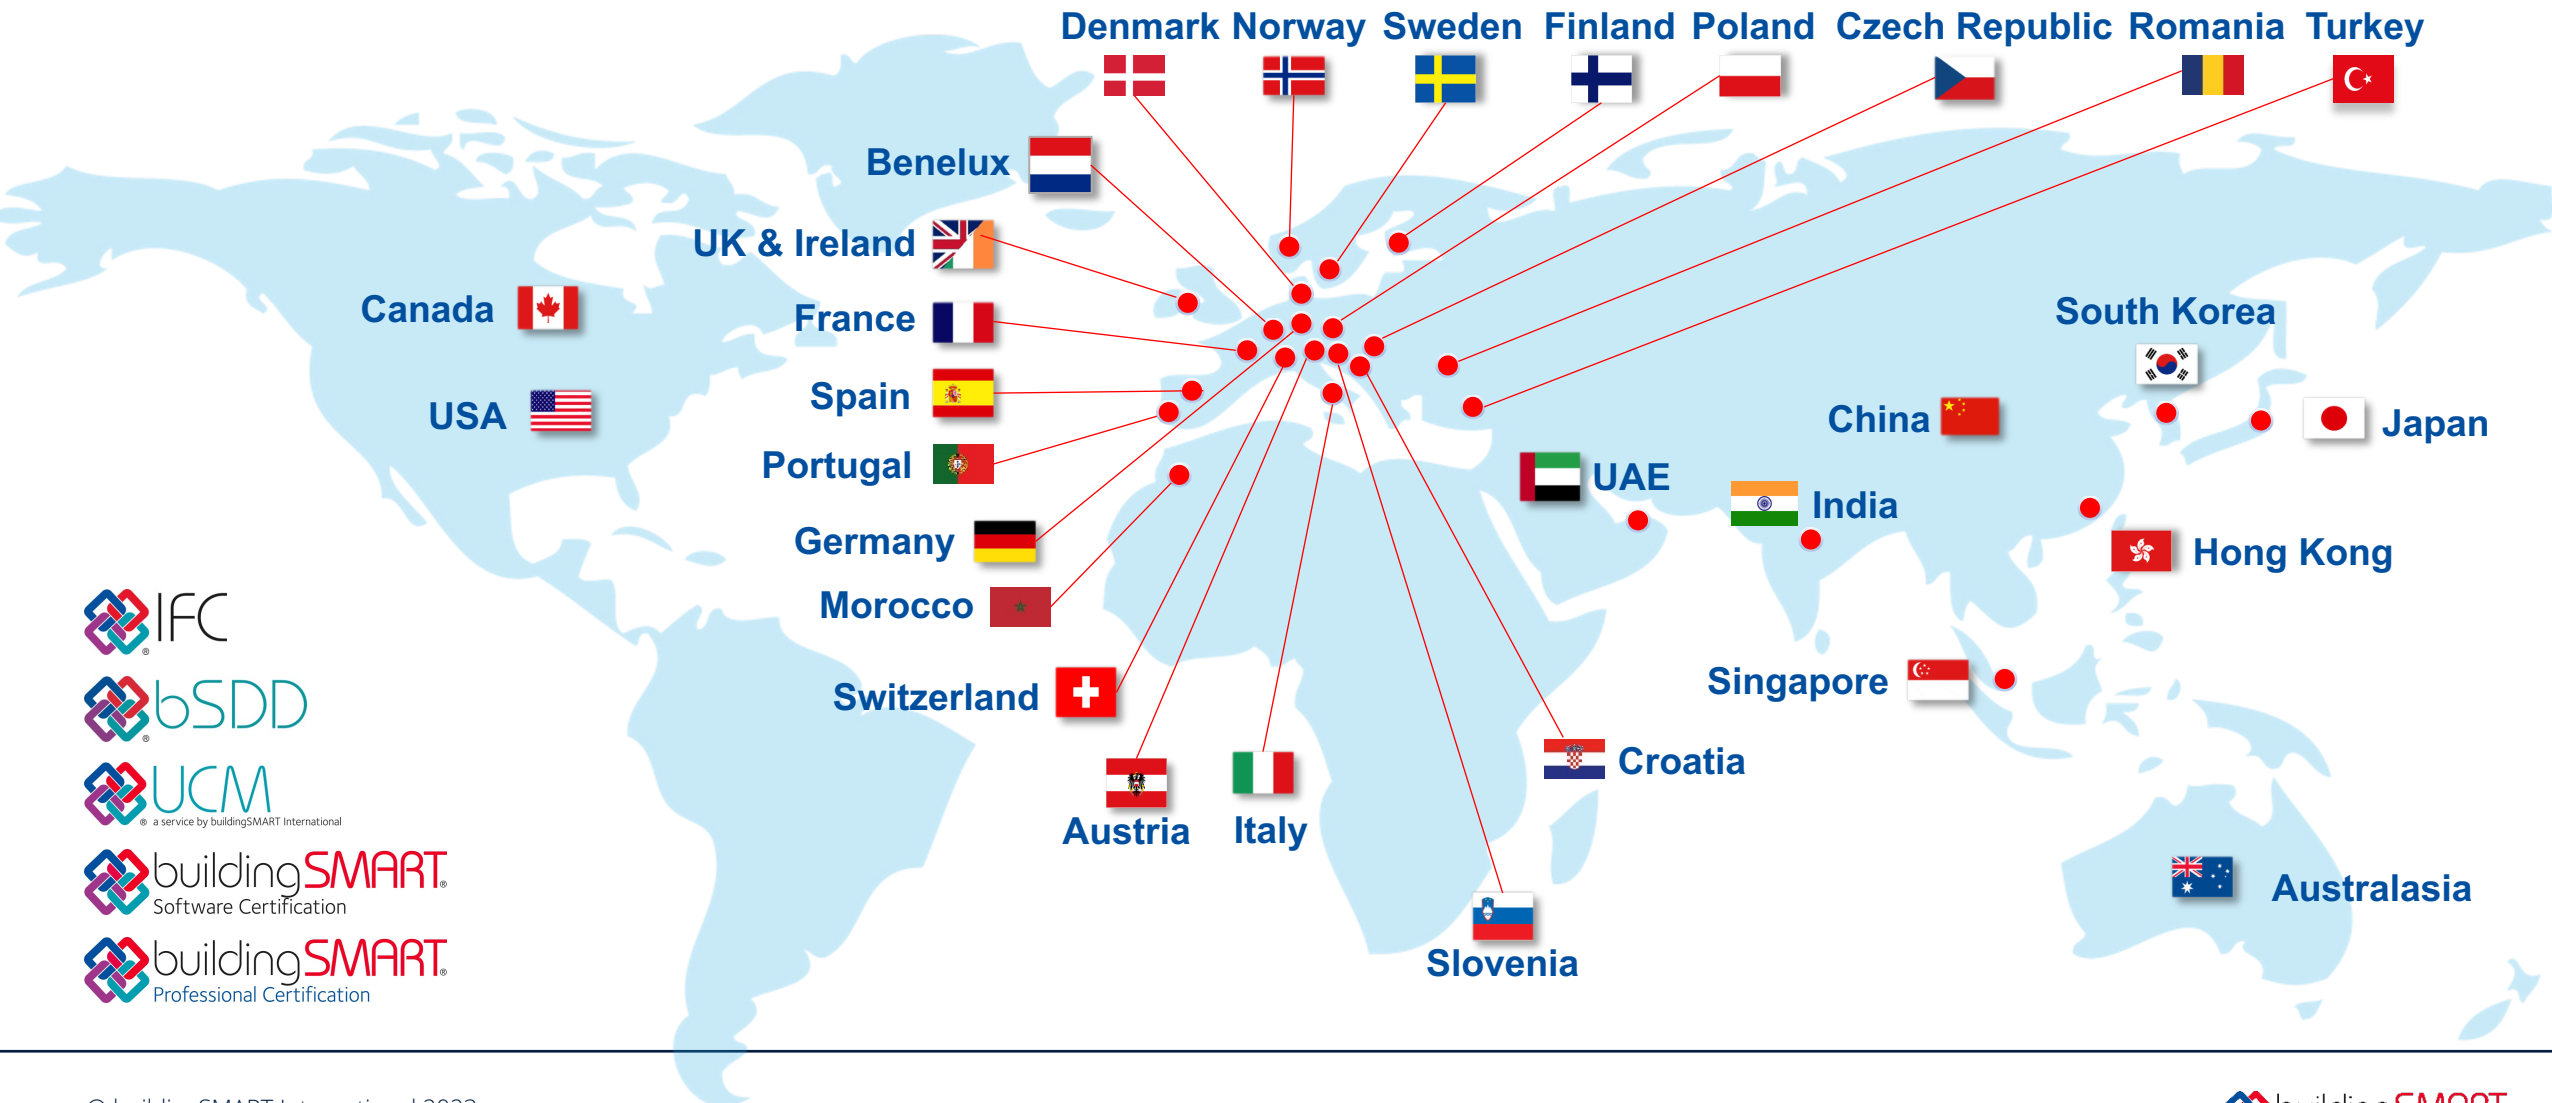 Denmark Norway Sweden Finland Poland Czech Republic Romania Turkey
Benelux
UK & Ireland
Canada
France
South Korea
Spain
USA
China
Japan
Portugal
UAE
India
Germany
Hong Kong
Morocco
IFC
Singapore
Switzerland
bSDD
Croatia
UCM
® a service by buildingSMART International
Austria
Italy
buildingSMART®
Software Certification
Australasia
buildingSMART®
Professional Certification
Slovenia
buildingSMART